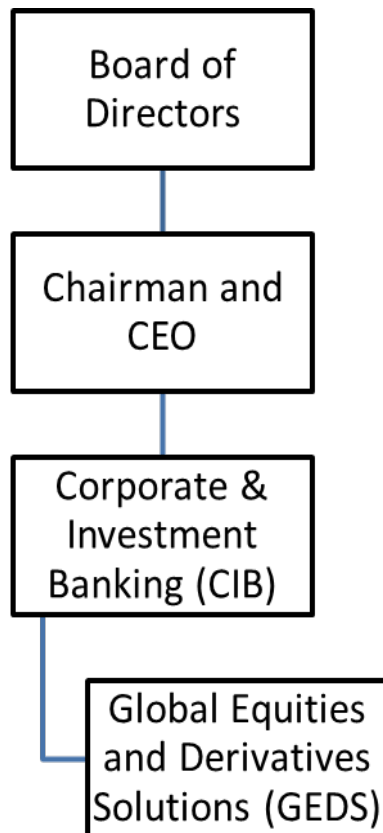 Board of
Directors
Chairman and
CEO
Corporate &
Investment
Banking (CIB)
Global Equities
and Derivatives
Solutions (GEDS)